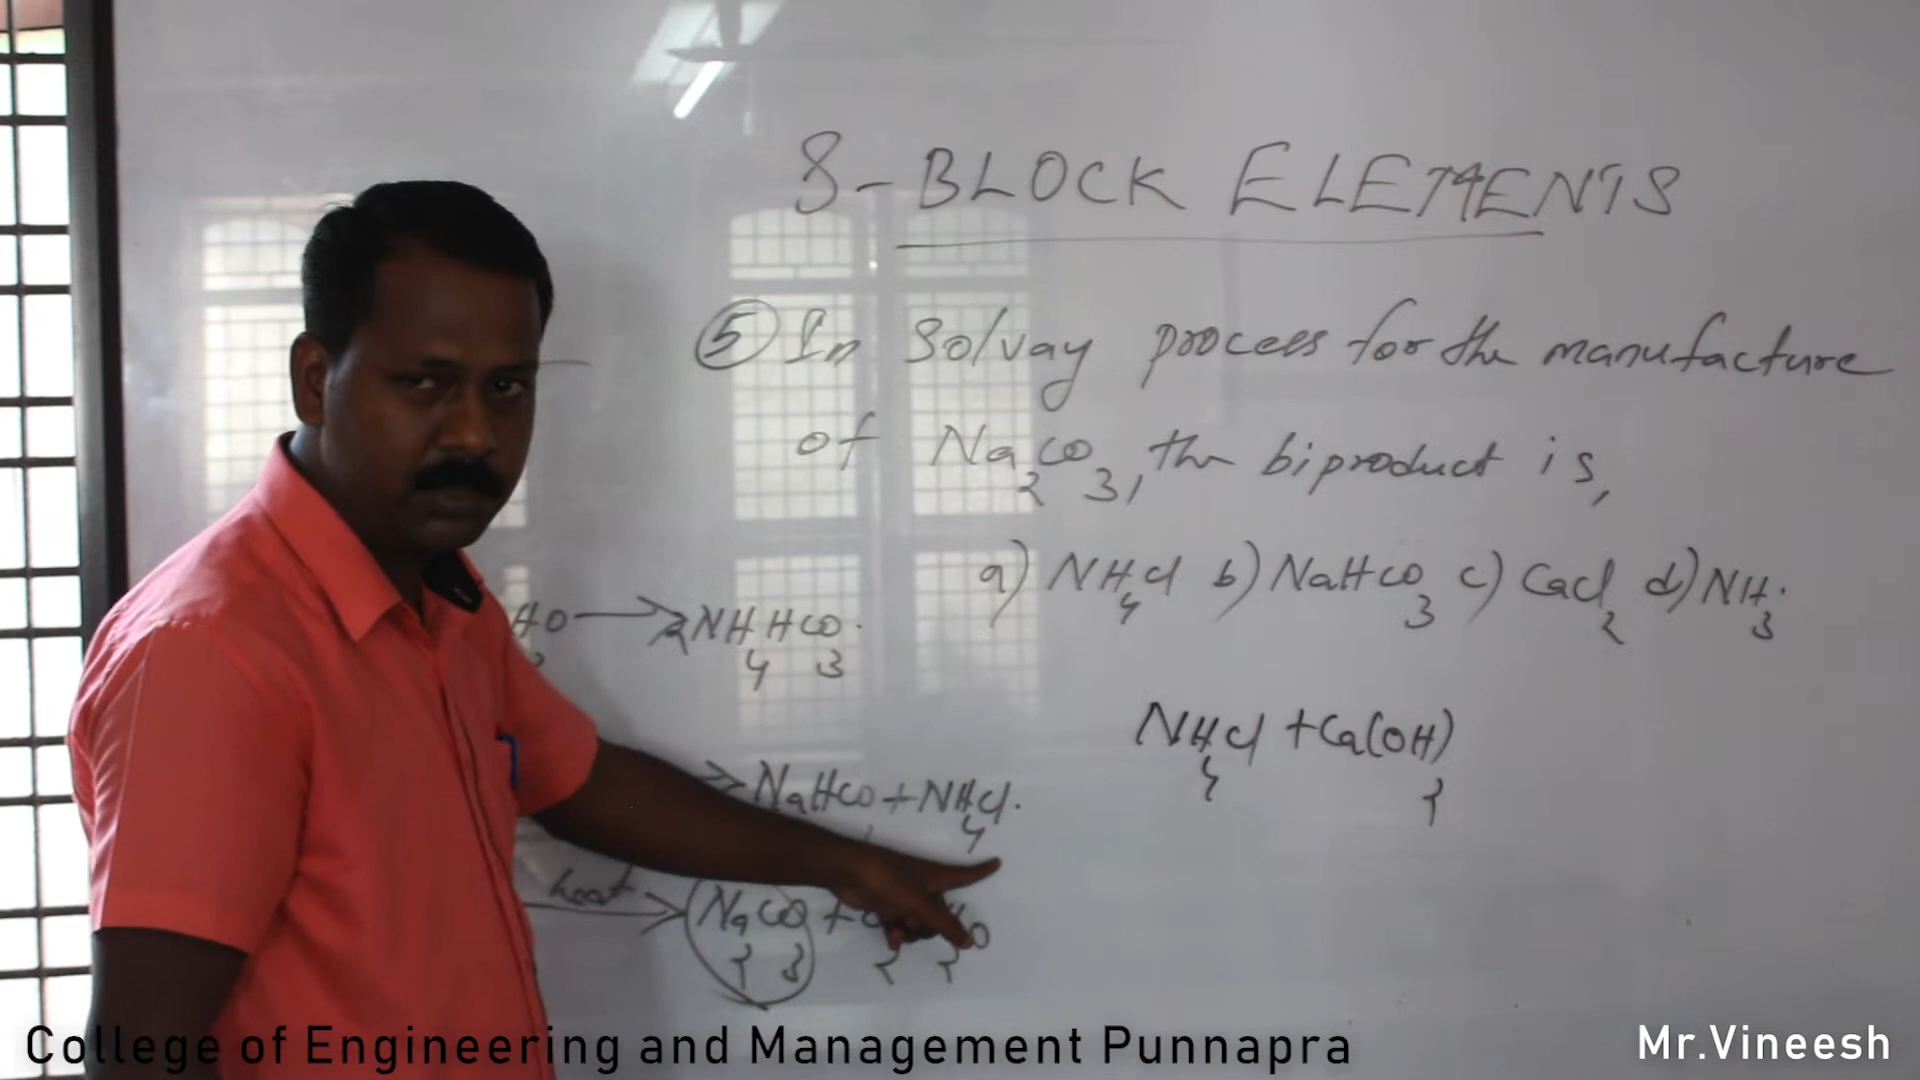 S-BLOCK ELEMENTS
⑤ In Solvay process for the manufacture
of Na₂CO₃, the biproduct is,
a) NH₄Cl b) NaHCO₃ c) CaCl₂ d) NH₃.
H₂O → 2NH₄HCO₃.
NH₄Cl + Ca(OH)₂
→ NaHCO₃ + NH₄Cl.
heat → Na₂CO₃ +
College of Engineering and Management Punnapra
Mr.Vineesh